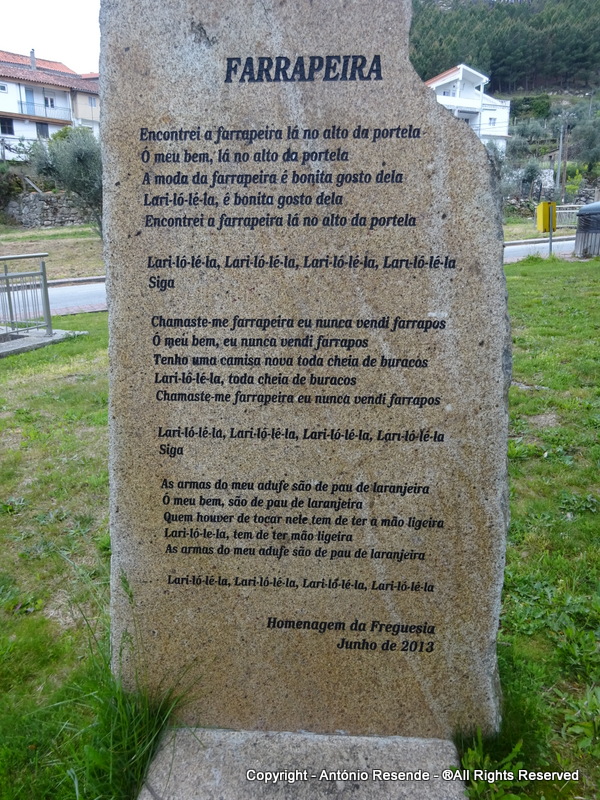 FARRAPEIRA
Encontrei a farrapeira lá no alto da portela
Ó meu bem, lá no alto da portela
A moda da farrapeira é bonita gosto dela
Lari-ló-lé-la, é bonita gosto dela
Encontrei a farrapeira lá no alto da portela
Lari-ló-lé-la, Lari-ló-lé-la, Lari-ló-lé-la, Lari-ló-lé-la
Siga
Chamaste-me farrapeira eu nunca vendi farrapos
Ó meu bem, eu nunca vendi farrapos
Tenho uma camisa nova toda cheia de buracos
Lari-ló-lé-la, toda cheia de buracos
Chamaste-me farrapeira eu nunca vendi farrapos
Lari-ló-lé-la, Lari-ló-lé-la, Lari-ló-lé-la, Lari-ló-lé-la
Siga
As armas do meu adufe são de pau de laranjeira
Ó meu bem, são de pau de laranjeira
Quem houver de tocar nele tem de ter a mão ligeira
Lari-ló-le-la, tem de ter mão ligeira
As armas do meu adufe são de pau de laranjeira
Lari-ló-lé-la, Lari-ló-lé-la, Lari-ló-lé-la, Lari-ló-lé-la
Homenagem da Freguesia
Junho de 2013
Copyright - António Resende - ®All Rights Reserved